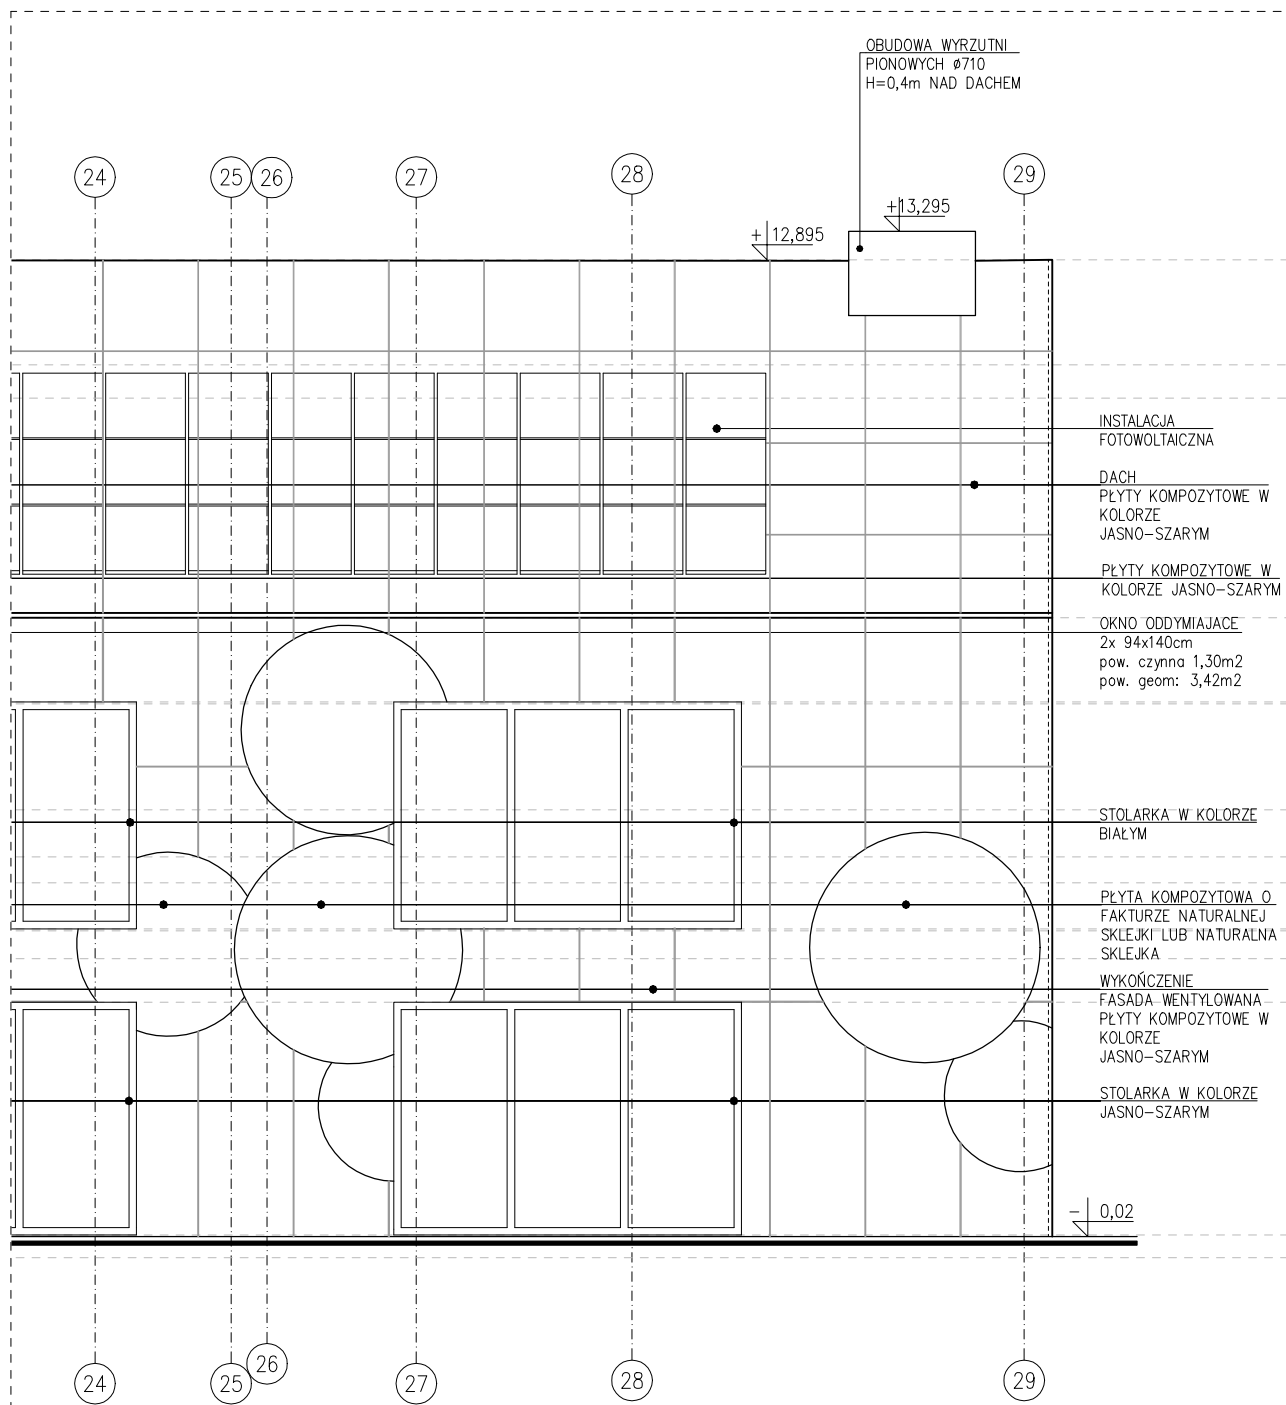 OBUDOWA WYRZUTNI
PIONOWYCH ø710
H=0,4m NAD DACHEM
24
25
26
27
28
29
+13,295
+12,895
INSTALACJA
FOTOWOLTAICZNA
DACH
PŁYTY KOMPOZYTOWE W
KOLORZE
JASNO-SZARYM
PŁYTY KOMPOZYTOWE W
KOLORZE JASNO-SZARYM
OKNO ODDYMIAJACE
2x 94x140cm
pow. czynna 1,30m2
pow. geom: 3,42m2
STOLARKA W KOLORZE
BIAŁYM
PŁYTA KOMPOZYTOWA O
FAKTURZE NATURALNEJ
SKLEJKI LUB NATURALNA
SKLEJKA
WYKOŃCZENIE
FASADA WENTYLOWANA
PŁYTY KOMPOZYTOWE W
KOLORZE
JASNO-SZARYM
STOLARKA W KOLORZE
JASNO-SZARYM
- 0,02
24
25
26
27
28
29